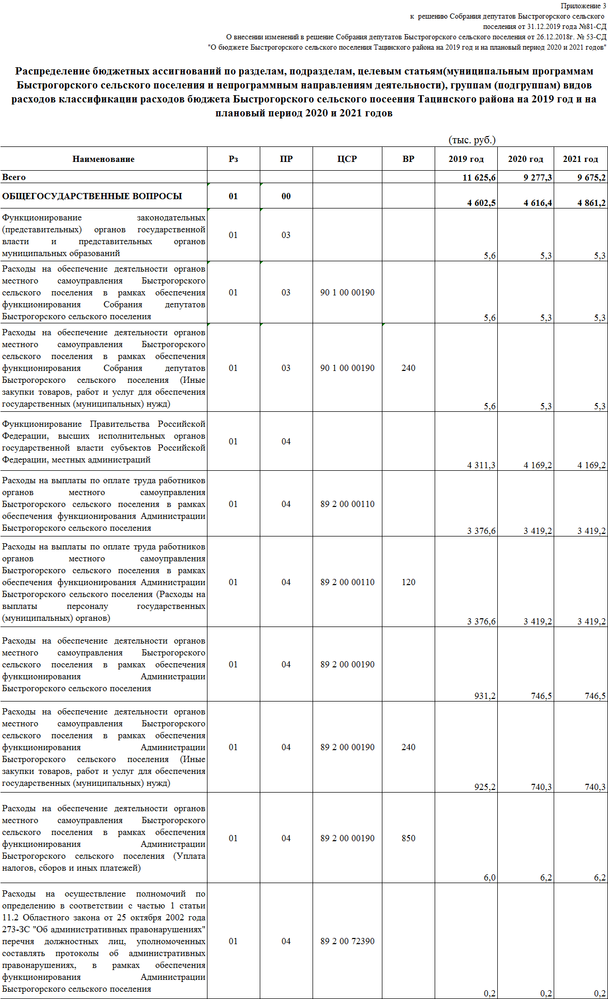 Приложение 3
к решению Собрания депутатов Быстрогорского сельского
поселения от 31.12.2019 года №81-СД
О внесении изменений в решение Собрания депутатов Быстрогорского сельского поселения от 26.12.2018г. № 53-СД
"О бюджете Быстрогорского сельского поселения Тацинского района на 2019 год и на плановый период 2020 и 2021 годов"
Распределение бюджетных ассигнований по разделам, подразделам, целевым статьям(муниципальным программам
Быстрогорского сельского поселения и непрограммным направлениям деятельности), группам (подгруппам) видов
расходов классификации расходов бюджета Быстрогорского сельского посеения Тацинского района на 2019 год и на
плановый период 2020 и 2021 годов
(тыс. руб.)
Наименование Рз ПР ЦСР ВР 2019 год 2020 год 2021 год
Всего 11 625,6 9 277,3 9 675,2
ОБЩЕГОСУДАРСТВЕННЫЕ ВОПРОСЫ 01 00 4 602,5 4 616,4 4 861,2
Функционирование законодательных
(представительных) органов государственной
власти и представительных органов
муниципальных образований
01 03 5,6 5,3 5,3
Расходы на обеспечение деятельности органов
местного самоуправления Быстрогорского
сельского поселения в рамках обеспечения
функционирования Собрания депутатов
Быстрогорского сельского поселения
01 03 90 1 00 00190 5,6 5,3 5,3
Расходы на обеспечение деятельности органов
местного самоуправления Быстрогорского
сельского поселения в рамках обеспечения
функционирования Собрания депутатов
Быстрогорского сельского поселения (Иные
закупки товаров, работ и услуг для обеспечения
государственных (муниципальных) нужд)
01 03 90 1 00 00190 240 5,6 5,3 5,3
Функционирование Правительства Российской
Федерации, высших исполнительных органов
государственной власти субъектов Российской
Федерации, местных администраций
01 04 4 311,3 4 169,2 4 169,2
Расходы на выплаты по оплате труда работников
органов местного самоуправления
Быстрогорского сельского поселения в рамках
обеспечения функционирования Администрации
Быстрогорского сельского поселения
01 04 89 2 00 00110 3 376,6 3 419,2 3 419,2
Расходы на выплаты по оплате труда работников
органов местного самоуправления
Быстрогорского сельского поселения в рамках
обеспечения функционирования Администрации
Быстрогорского сельского поселения (Расходы на
выплаты персоналу государственных
(муниципальных) органов)
01 04 89 2 00 00110 120 3 376,6 3 419,2 3 419,2
Расходы на обеспечение деятельности органов
местного самоуправления Быстрогорского
сельского поселения в рамках обеспечения
функционирования Администрации
Быстрогорского сельского поселения
01 04 89 2 00 00190 931,2 746,5 746,5
Расходы на обеспечение деятельности органов
местного самоуправления Быстрогорского
сельского поселения в рамках обеспечения
функционирования Администрации
Быстрогорского сельского поселения (Иные
закупки товаров, работ и услуг для обеспечения
государственных (муниципальных) нужд)
01 04 89 2 00 00190 240 925,2 740,3 740,3
Расходы на обеспечение деятельности органов
местного самоуправления Быстрогорского
сельского поселения в рамках обеспечения
функционирования Администрации
Быстрогорского сельского поселения (Уплата
налогов, сборов и иных платежей)
01 04 89 2 00 00190 850 6,0 6,2 6,2
Расходы на осуществление полномочий по
определению в соответствии с частью 1 статьи
11.2 Областного закона от 25 октября 2002 года
273-ЗС "Об административных правонарушениях"
перечня должностных лиц, уполномоченных
составлять протоколы об административных
правонарушениях, в рамках обеспечения
функционирования Администрации
Быстрогорского сельского поселения
01 04 89 2 00 72390 0,2 0,2 0,2